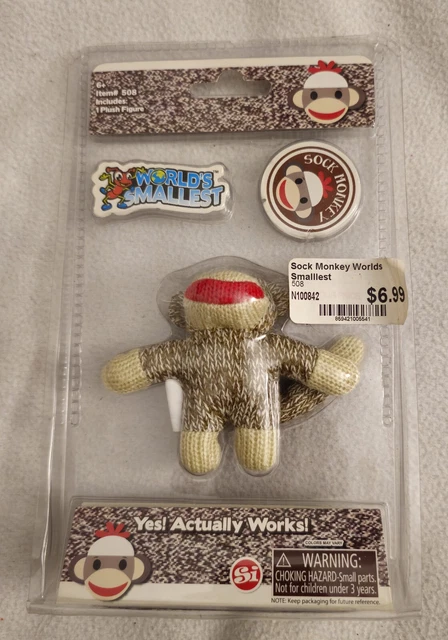 6+
Item# 508
Includes:
1 Plush Figure
WORLD'S
SMALLEST
SOCK MONKEY
Sock Monkey Worlds
Smalllest
508
N100842
$6.99
Yes! Actually Works!
COLORS MAY VARY
Si
WARNING:
CHOKING HAZARD-Small parts.
Not for children under 3 years.
NOTE: Keep packaging for future reference.